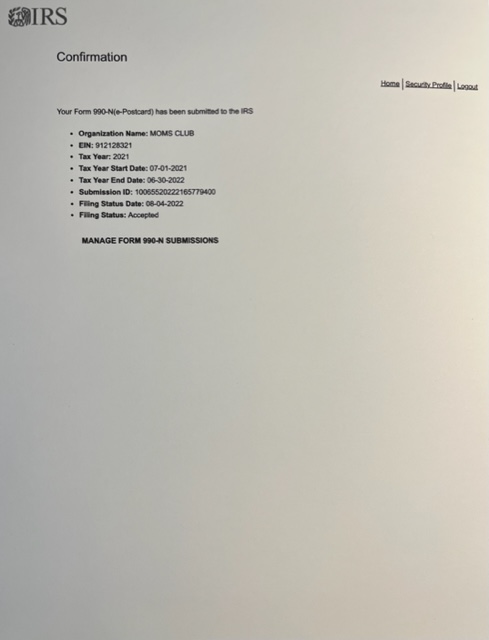 IRS
Confirmation
Home | Security Profile | Logout
Your Form 990-N(e-Postcard) has been submitted to the IRS
• Organization Name: MOMS CLUB
• EIN: 912128321
• Tax Year: 2021
• Tax Year Start Date: 07-01-2021
• Tax Year End Date: 06-30-2022
• Submission ID: 10065520222165779400
• Filing Status Date: 08-04-2022
• Filing Status: Accepted
MANAGE FORM 990-N SUBMISSIONS